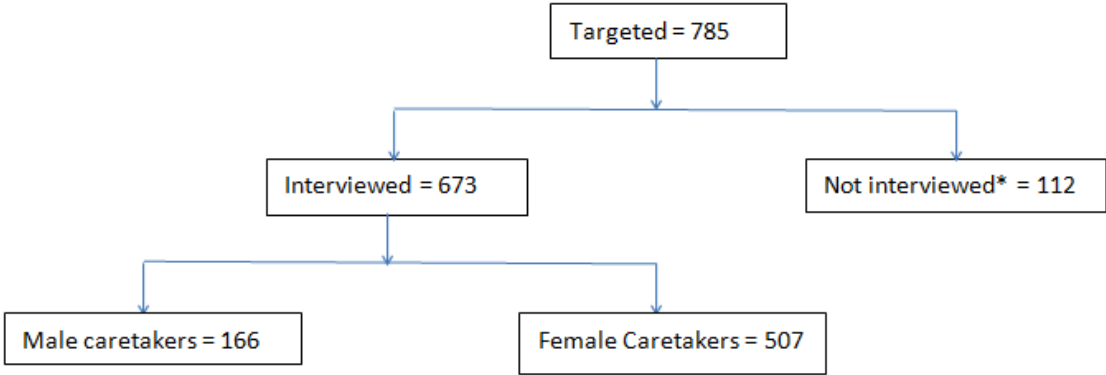 Targeted = 785
Interviewed = 673
Not interviewed* = 112
Male caretakers = 166
Female Caretakers = 507